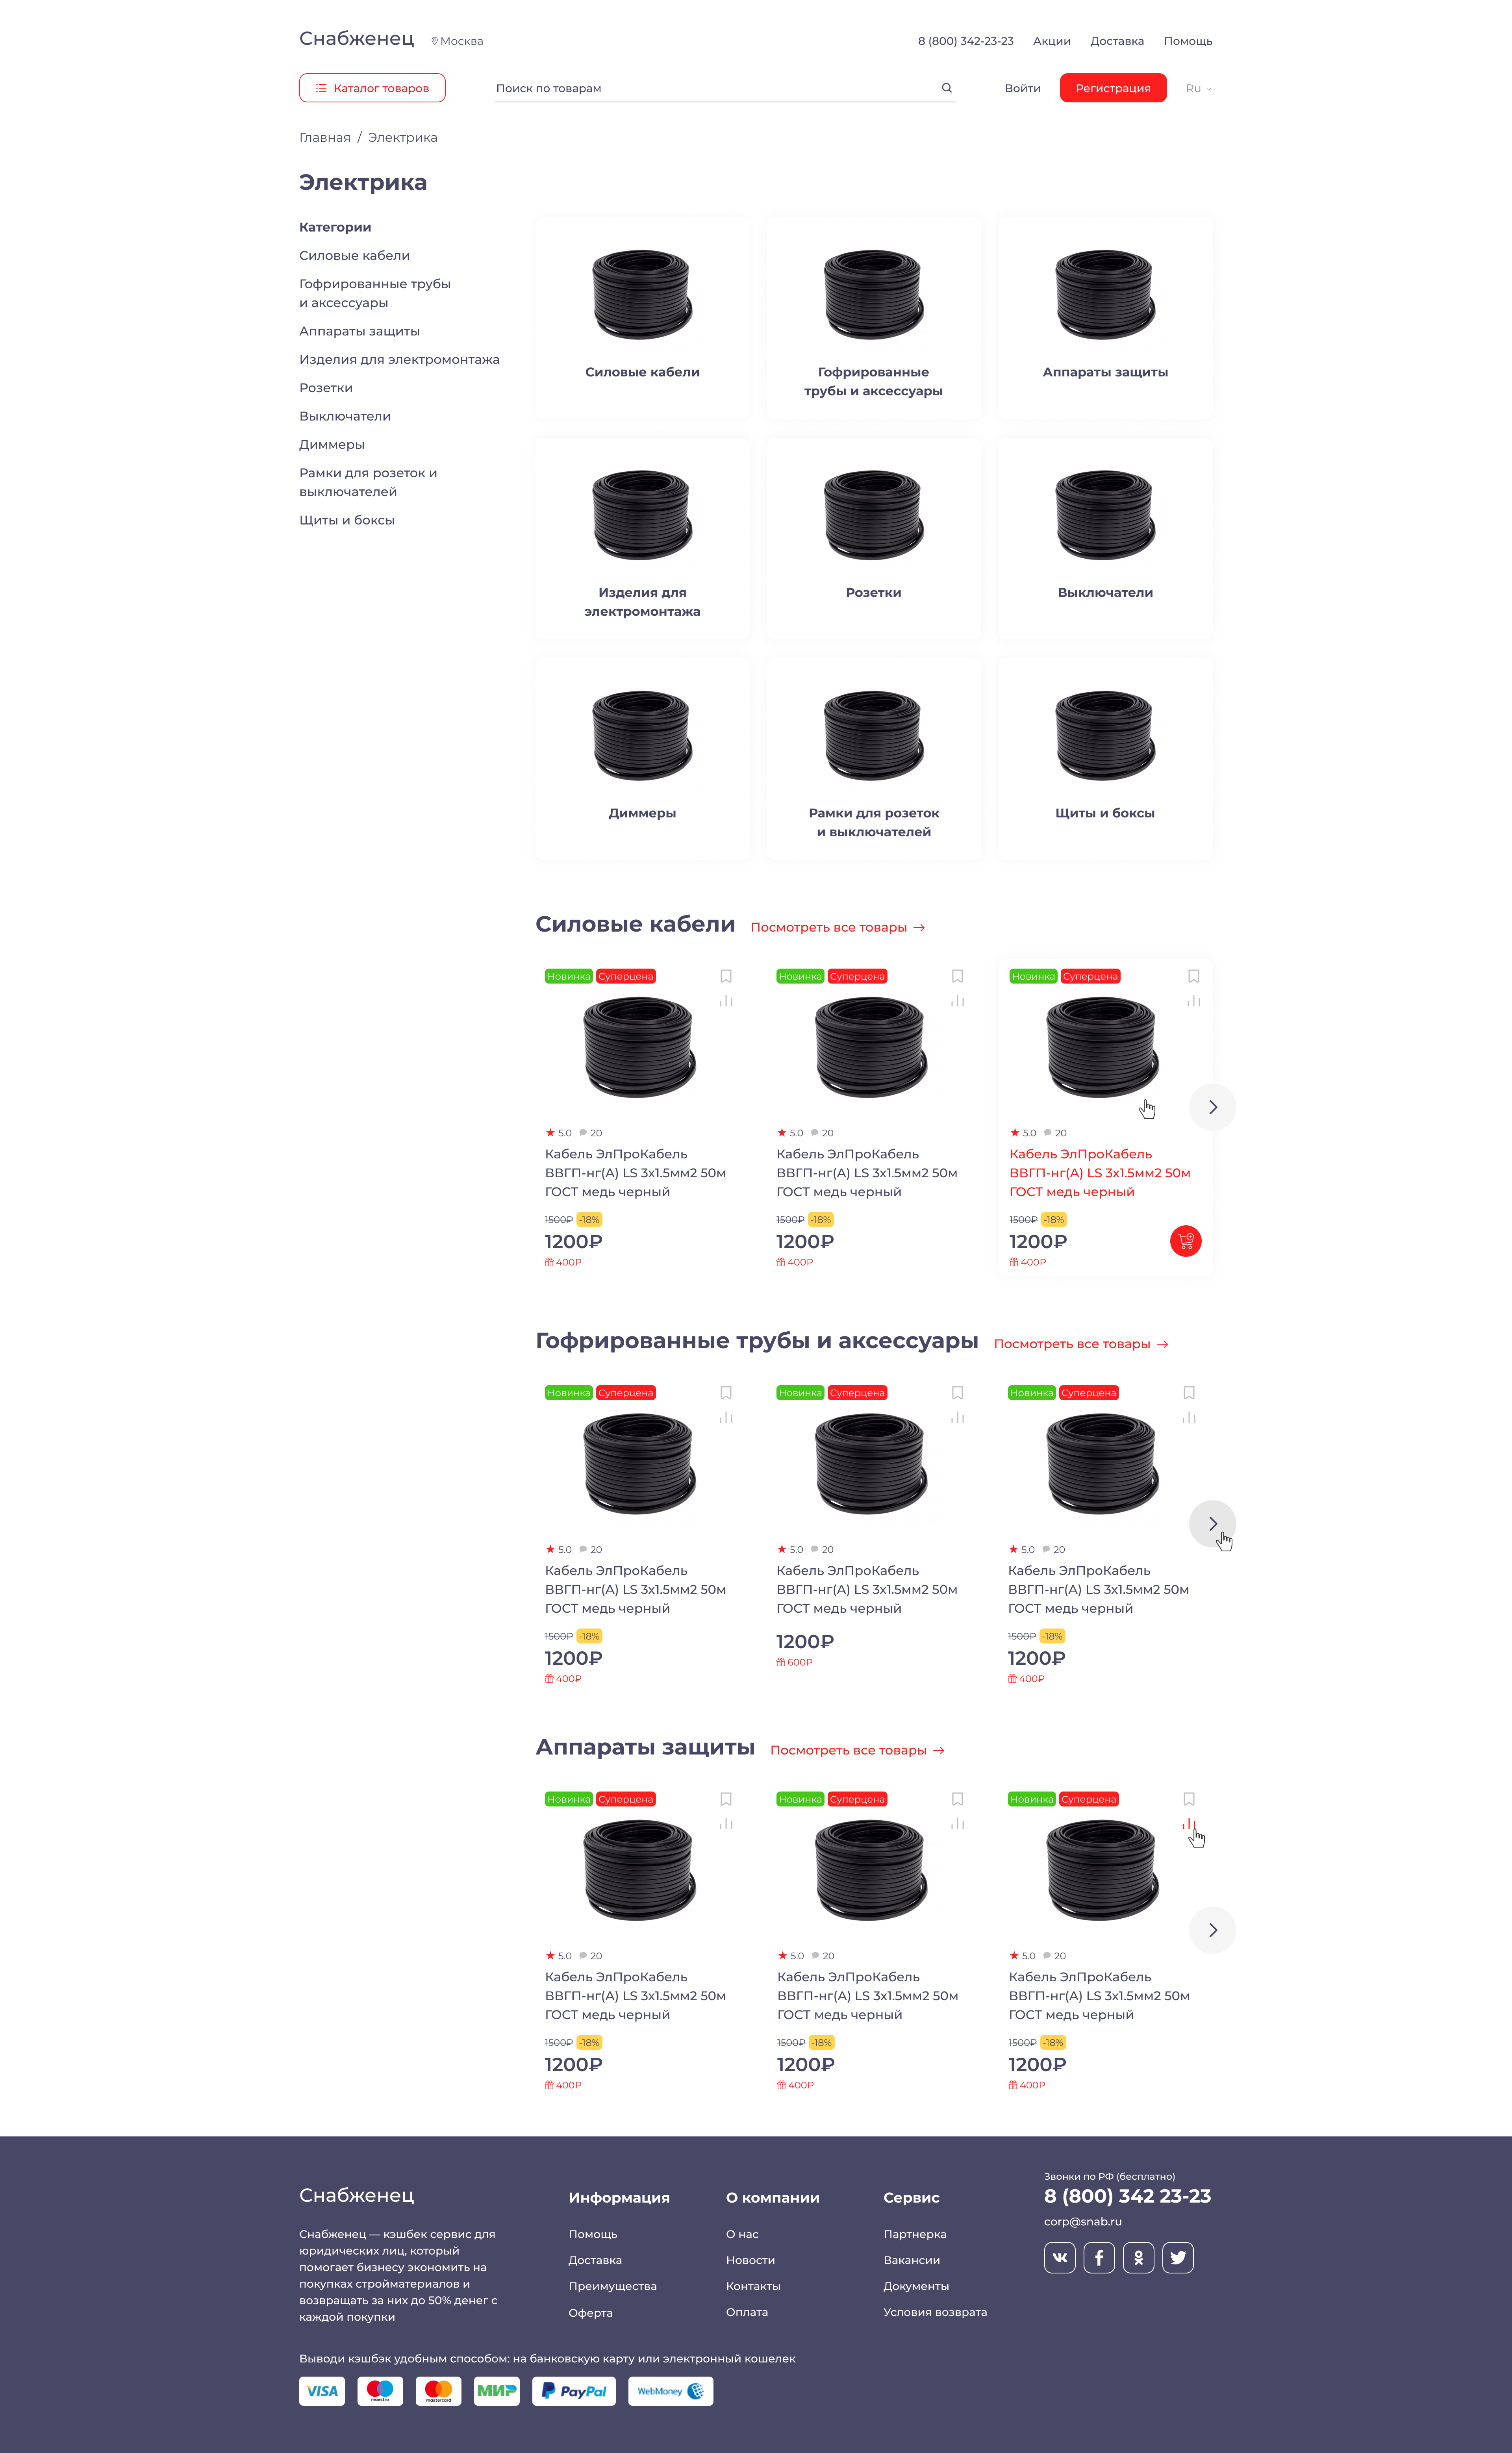 Снабженец
Москва
8 (800) 342-23-23
Акции
Доставка
Помощь
Каталог товаров
Поиск по товарам
Войти
Регистрация
Ru
Главная / Электрика
Электрика
Категории
Силовые кабели
Гофрированные трубы
и аксессуары
Аппараты защиты
Изделия для электромонтажа
Розетки
Выключатели
Диммеры
Рамки для розеток и
выключателей
Щиты и боксы
Силовые кабели
Гофрированные
трубы и аксессуары
Аппараты защиты
Изделия для
электромонтажа
Розетки
Выключатели
Диммеры
Рамки для розеток
и выключателей
Щиты и боксы
Силовые кабели
Посмотреть все товары
Новинка Суперцена
5.0 20
Кабель ЭлПроКабель
ВВГП-нг(А) LS 3х1.5мм2 50м
ГОСТ медь черный
1500₽ -18%
1200₽
400₽
Новинка Суперцена
5.0 20
Кабель ЭлПроКабель
ВВГП-нг(А) LS 3х1.5мм2 50м
ГОСТ медь черный
1500₽ -18%
1200₽
400₽
Новинка Суперцена
5.0 20
Кабель ЭлПроКабель
ВВГП-нг(А) LS 3х1.5мм2 50м
ГОСТ медь черный
1500₽ -18%
1200₽
400₽
Гофрированные трубы и аксессуары
Посмотреть все товары
Новинка Суперцена
5.0 20
Кабель ЭлПроКабель
ВВГП-нг(А) LS 3х1.5мм2 50м
ГОСТ медь черный
1500₽ -18%
1200₽
400₽
Новинка Суперцена
5.0 20
Кабель ЭлПроКабель
ВВГП-нг(А) LS 3х1.5мм2 50м
ГОСТ медь черный
1200₽
600₽
Новинка Суперцена
5.0 20
Кабель ЭлПроКабель
ВВГП-нг(А) LS 3х1.5мм2 50м
ГОСТ медь черный
1500₽ -18%
1200₽
400₽
Аппараты защиты
Посмотреть все товары
Новинка Суперцена
5.0 20
Кабель ЭлПроКабель
ВВГП-нг(А) LS 3х1.5мм2 50м
ГОСТ медь черный
1500₽ -18%
1200₽
400₽
Новинка Суперцена
5.0 20
Кабель ЭлПроКабель
ВВГП-нг(А) LS 3х1.5мм2 50м
ГОСТ медь черный
1500₽ -18%
1200₽
400₽
Новинка Суперцена
5.0 20
Кабель ЭлПроКабель
ВВГП-нг(А) LS 3х1.5мм2 50м
ГОСТ медь черный
1500₽ -18%
1200₽
400₽
Снабженец
Снабженец — кэшбек сервис для
юридических лиц, который
помогает бизнесу экономить на
покупках стройматериалов и
возвращать за них до 50% денег с
каждой покупки
Информация
Помощь
Доставка
Преимущества
Оферта
О компании
О нас
Новости
Контакты
Оплата
Сервис
Партнерка
Вакансии
Документы
Условия возврата
Звонки по РФ (бесплатно)
8 (800) 342 23-23
corp@snab.ru
Выводи кэшбэк удобным способом: на банковскую карту или электронный кошелек
VISA
maestro
mastercard
МИР
PayPal
WebMoney